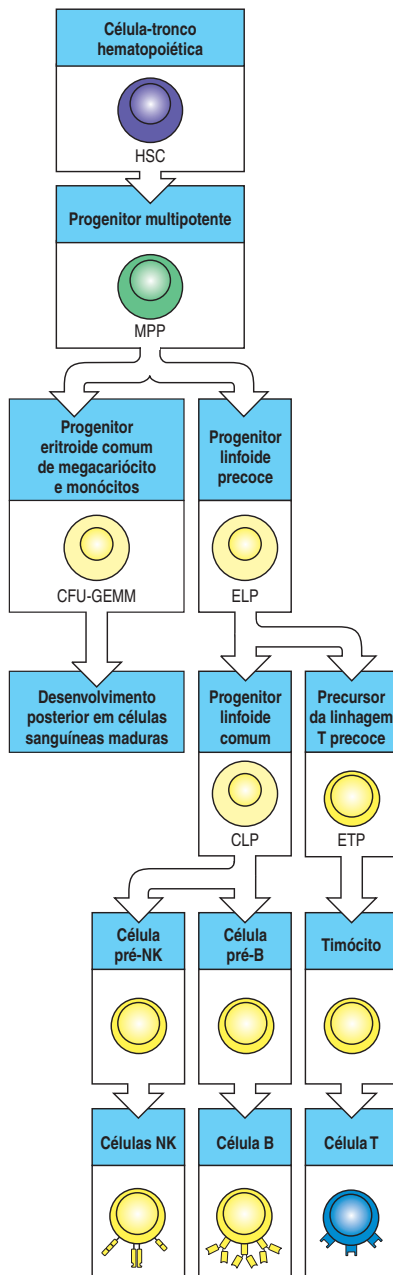 Célula-tronco
hematopoiética
HSC
Progenitor multipotente
MPP
Progenitor
eritroide comum
de megacariócito
e monócitos
CFU-GEMM
Progenitor
linfoide
precoce
ELP
Desenvolvimento
posterior em células
sanguíneas maduras
Progenitor
linfoide
comum
CLP
Precursor
da linhagem
T precoce
ETP
Célula
pré-NK
Célula
pré-B
Timócito
Células NK
Célula B
Célula T